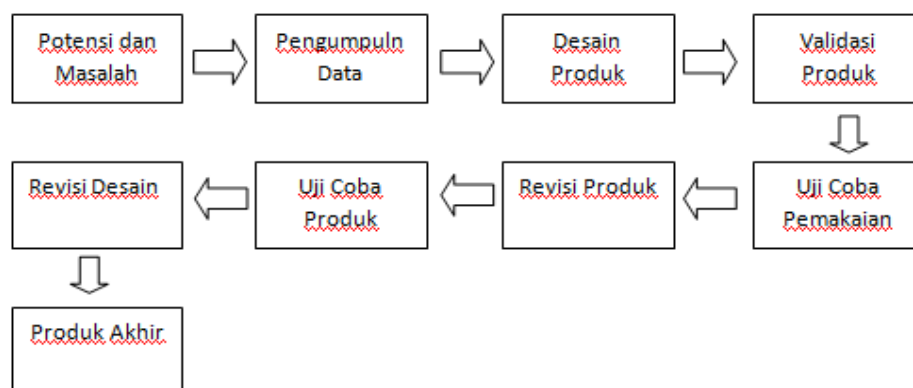 Potensi dan
Masalah
Pengumpuln
Data
Desain
Produk
Validasi
Produk
Uji Coba
Pemakaian
Revisi Produk
Uji Coba
Produk
Revisi Desain
Produk Akhir